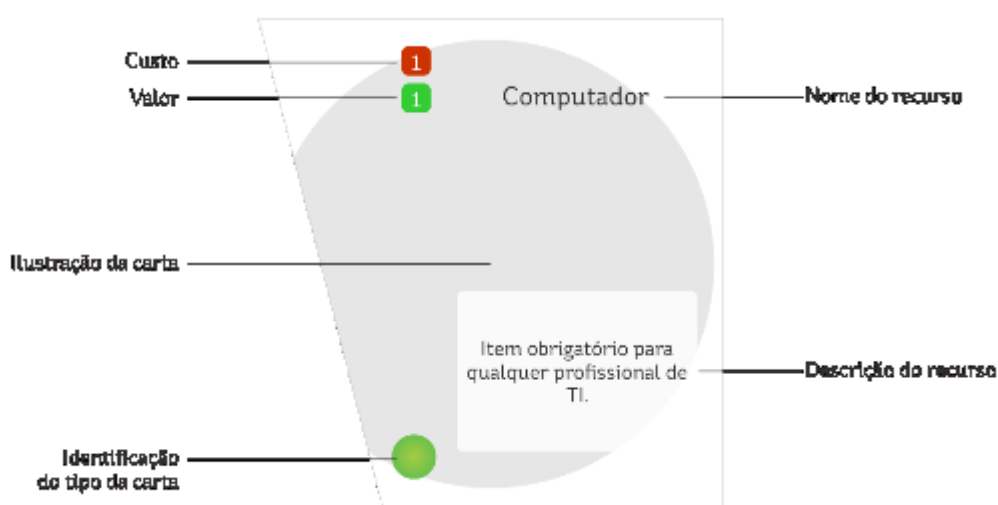 Custo
1
Valor
1
Computador
Nome do recurso
Ilustração da carta
Item obrigatório para
qualquer profissional de
TI.
Descrição do recurso
Identificação
do tipo da carta